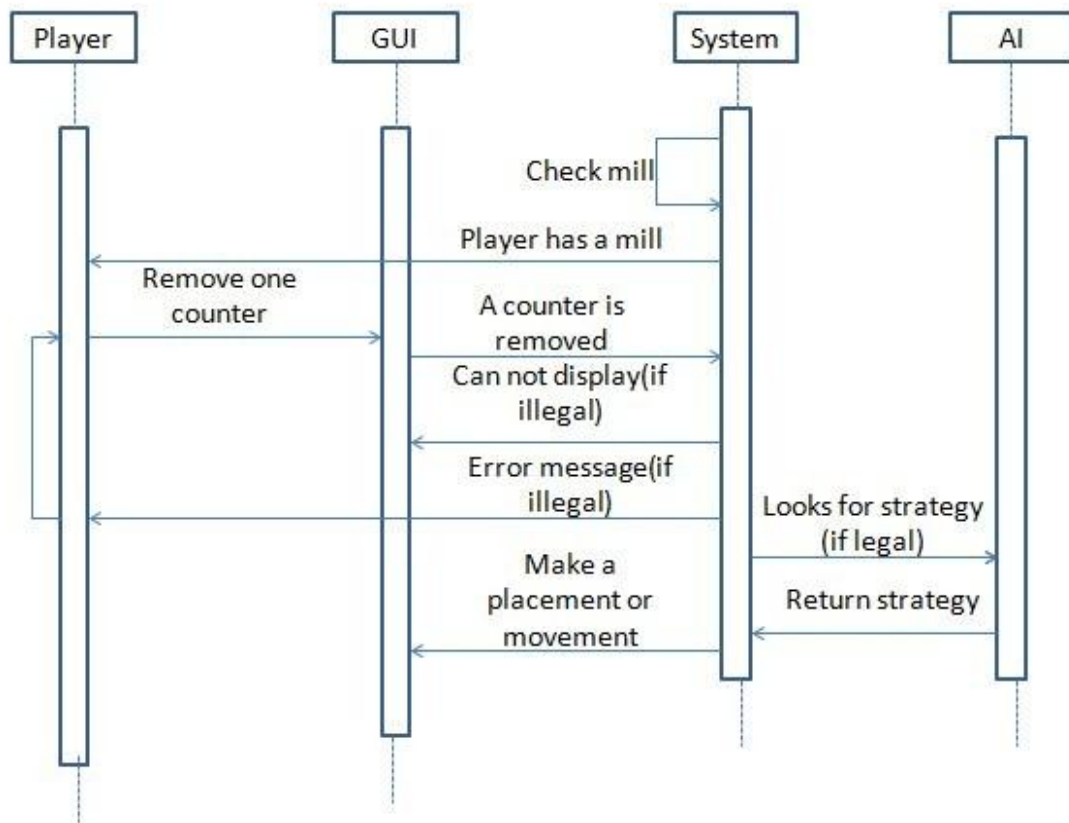 Player
GUI
System
AI
Check mill
Player has a mill
Remove one
counter
A counter is
removed
Can not display(if
illegal)
Error message(if
illegal)
Looks for strategy
(if legal)
Make a
placement or
movement
Return strategy